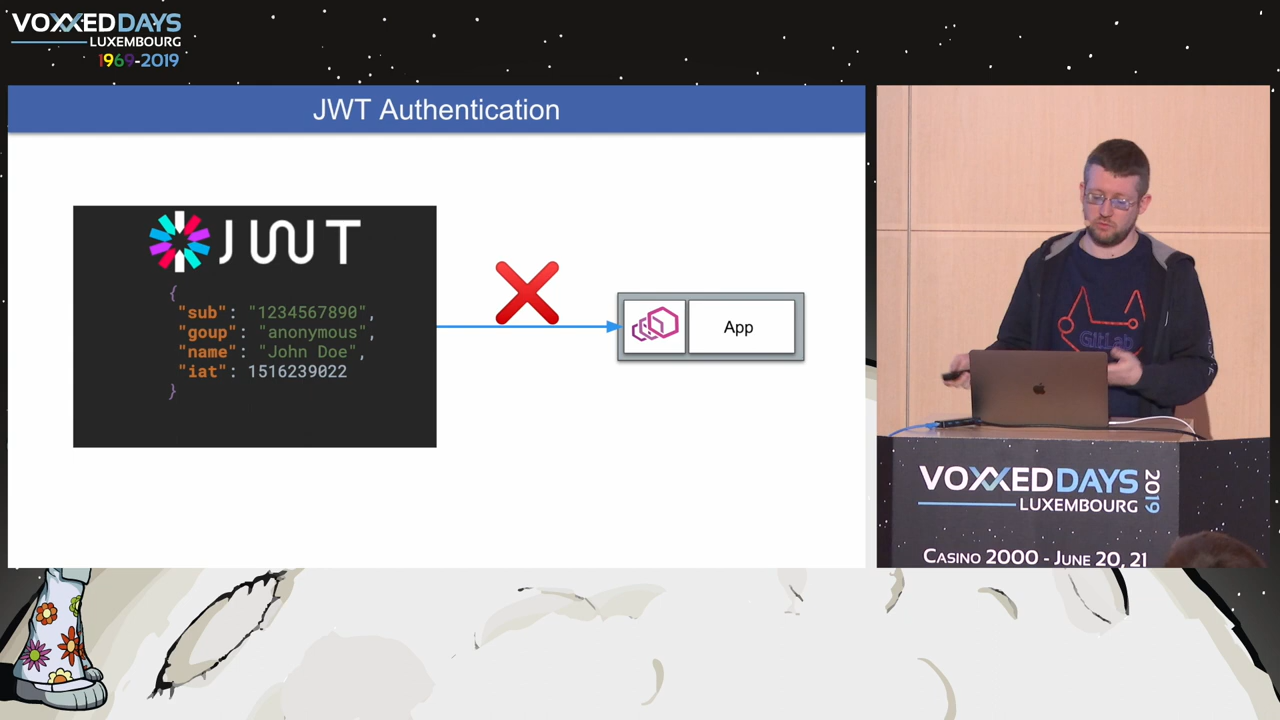 VOXXED DAYS
LUXEMBOURG
1969-2019
JWT Authentication
JWT
{
"sub": "1234567890",
"goup": "anonymous",
"name": "John Doe",
"iat": 1516239022
}
App
GitLab
VOXXED DAYS 2019
LUXEMBOURG
CASINO 2000 - JUNE 20, 21